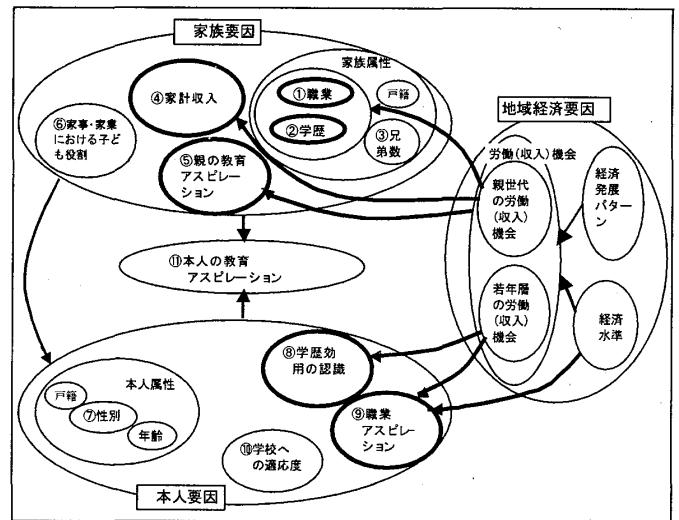 家族要因
家族属性
④家計収入
①職業
戸籍
②学歴
③兄
弟数
⑥家事・家業
における子ど
も役割
⑤親の教育
アスピレー
ション
⑪本人の教育
アスピレーション
地域経済要因
労働(収入)機会
親世代
の労働
(収入)
機会
経済
発展
パター
ン
若年層
の労働
(収入)
機会
経済
水準
⑧学歴効
用の認識
本人属性
戸籍
⑦性別
年齢
⑨職業
アスピレー
ション
⑩学校へ
の適応度
本人要因